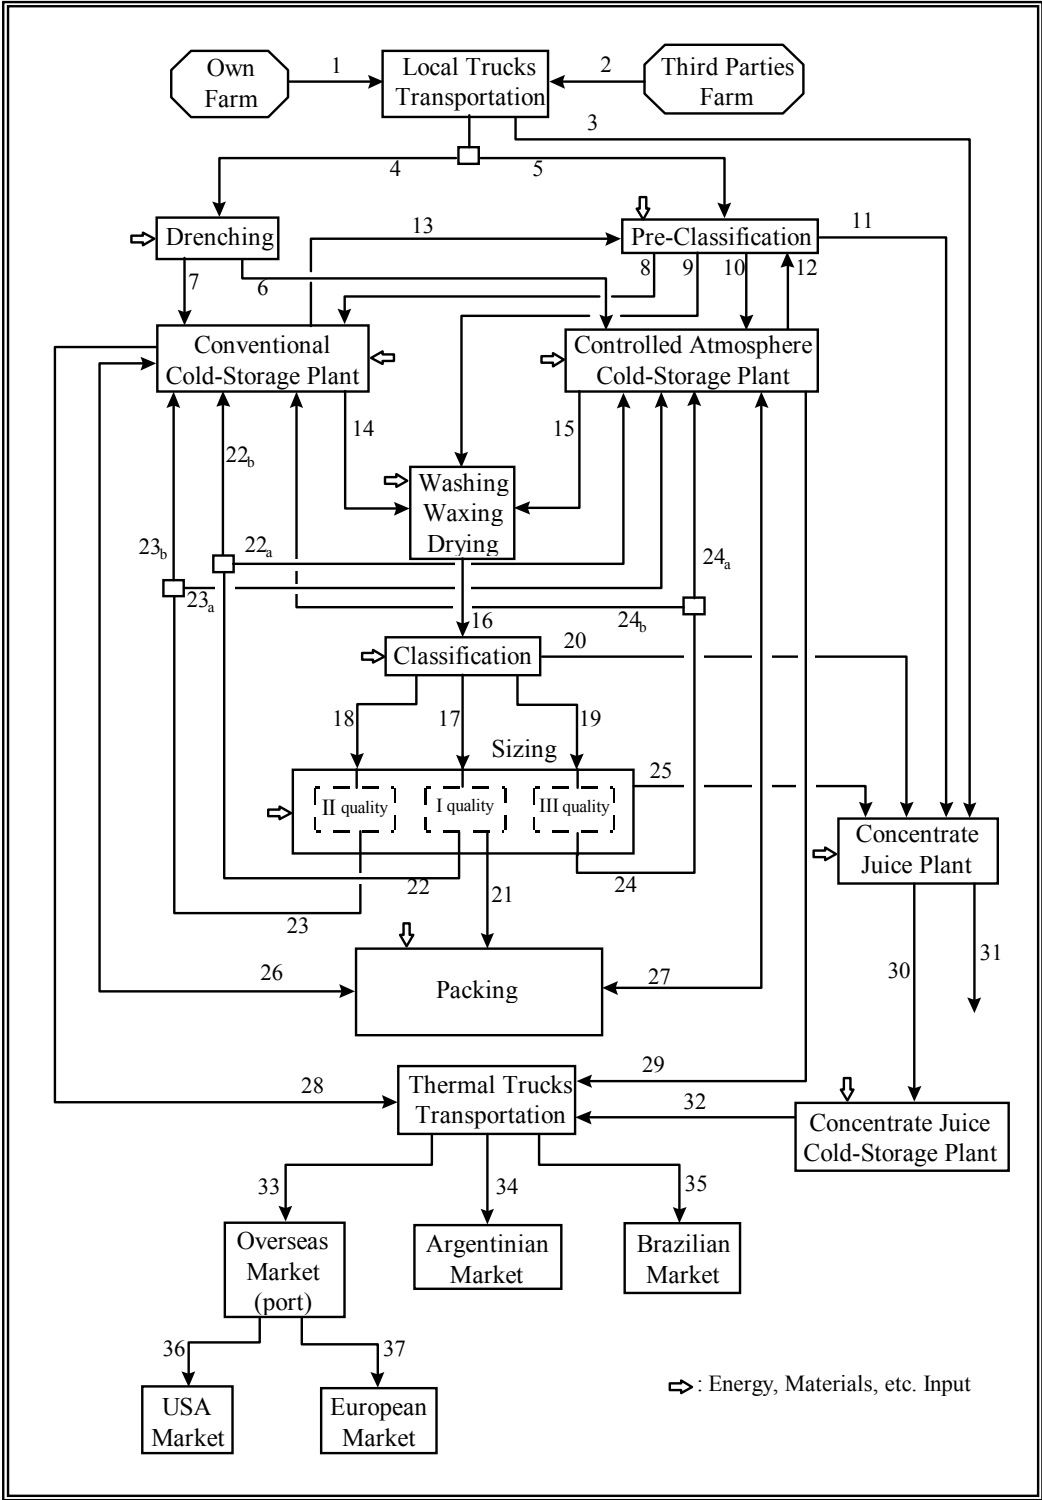 Own
Farm
1
Local Trucks
Transportation
2
Third Parties
Farm
3
4
5
Drenching
13
Pre-Classification
11
7
6
8
9
10
12
Conventional
Cold-Storage Plant
Controlled Atmosphere
Cold-Storage Plant
14
15
22b
Washing
Waxing
Drying
23b
22a
24a
23a
16
24b
Classification
20
18
17
19
Sizing
25
II quality
I quality
III quality
Concentrate
Juice Plant
22
24
23
21
26
Packing
27
30
31
28
Thermal Trucks
Transportation
29
32
Concentrate Juice
Cold-Storage Plant
33
34
35
Overseas
Market
(port)
Argentinian
Market
Brazilian
Market
36
37
USA
Market
European
Market
: Energy, Materials, etc. Input